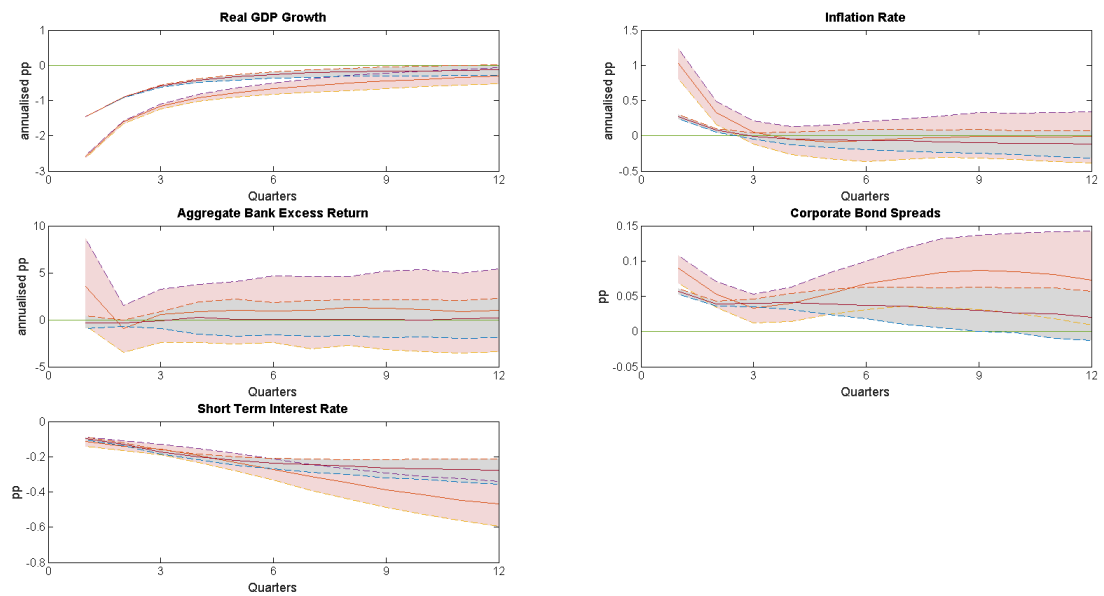 Real GDP Growth
annualised pp
1
0
-1
-2
-3
0 3 6 9 12
Quarters
Inflation Rate
annualised pp
1.5
1
0.5
0
-0.5
0 3 6 9 12
Quarters
Aggregate Bank Excess Return
annualised pp
10
5
0
-5
0 3 6 9 12
Quarters
Corporate Bond Spreads
pp
0.15
0.1
0.05
0
-0.05
0 3 6 9 12
Quarters
Short Term Interest Rate
pp
0
-0.2
-0.4
-0.6
-0.8
0 3 6 9 12
Quarters